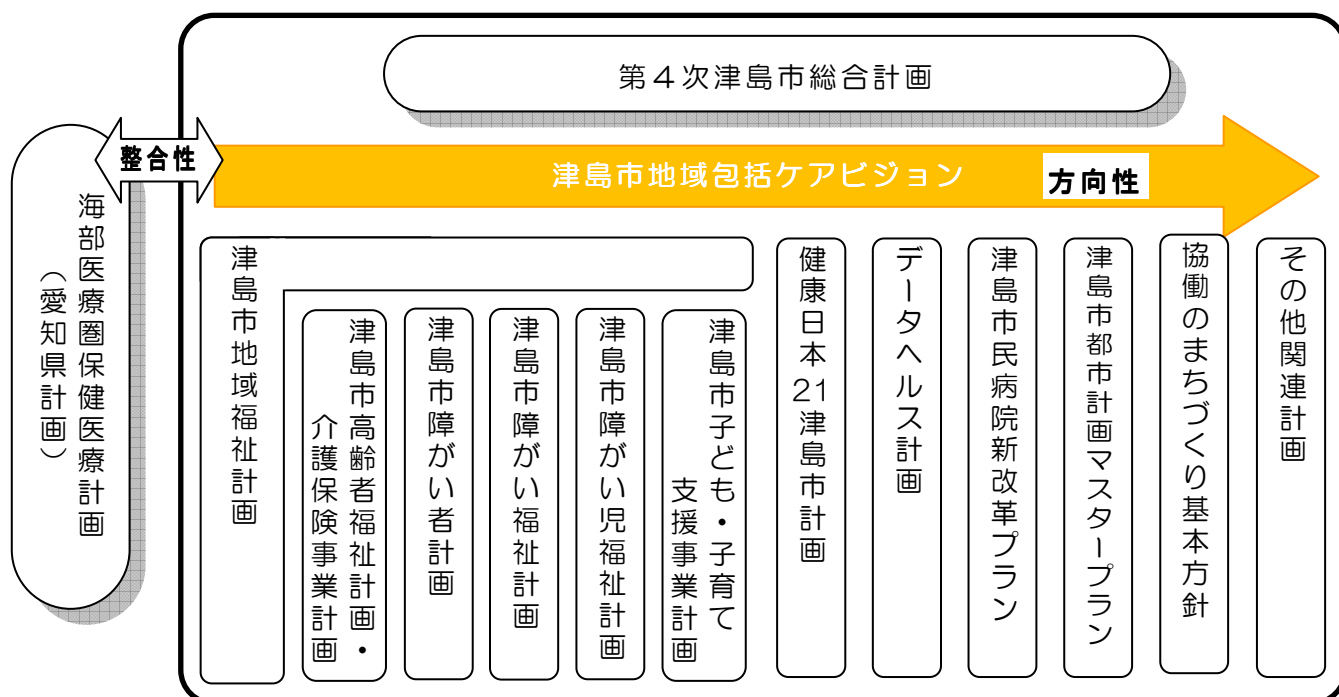 第４次津島市総合計画
整合性
津島市地域包括ケアビジョン
方向性
海部医療圏保健医療計画
（愛知県計画）
津島市地域福祉計画
津島市高齢者福祉計画・
介護保険事業計画
津島市障がい者計画
津島市障がい福祉計画
津島市障がい児福祉計画
津島市子ども・子育て
支援事業計画
健康日本21津島市計画
データヘルス計画
津島市民病院新改革プラン
津島市都市計画マスタープラン
協働のまちづくり基本方針
その他関連計画